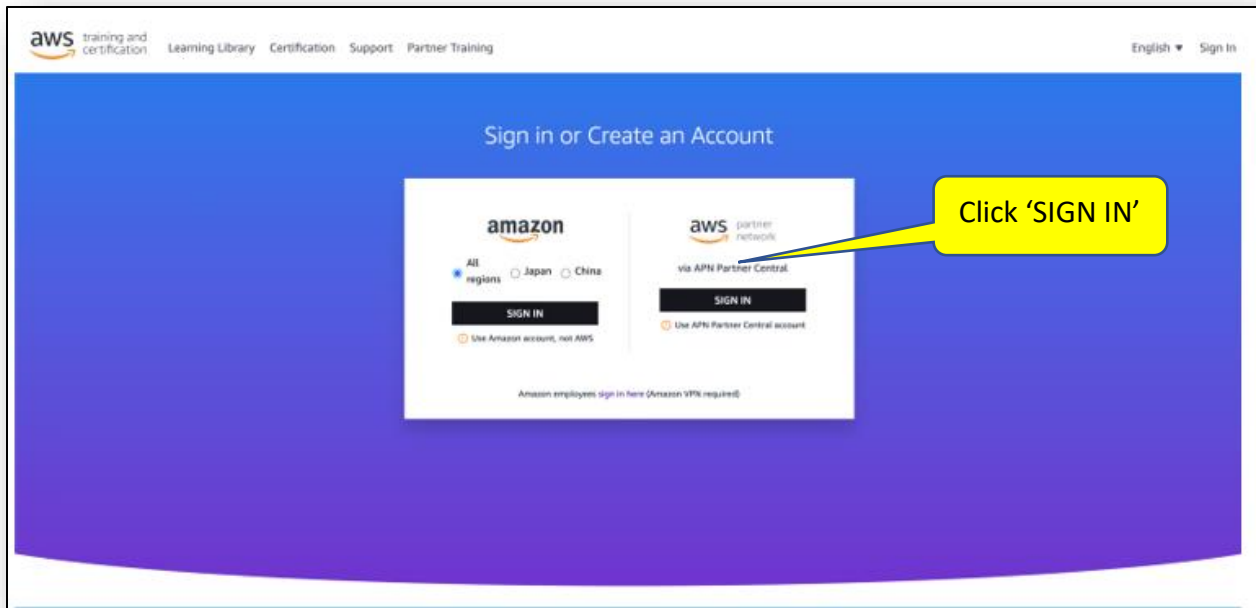 aws training and
certification
Learning Library Certification Support Partner Training
English ▼ Sign In
Sign in or Create an Account
amazon
All
regions
Japan
China
SIGN IN
Use Amazon account, not AWS
aws partner
network
via APN Partner Central
SIGN IN
Use APN Partner Central account
Amazon employees sign in here (Amazon VPN required)
Click ‘SIGN IN’